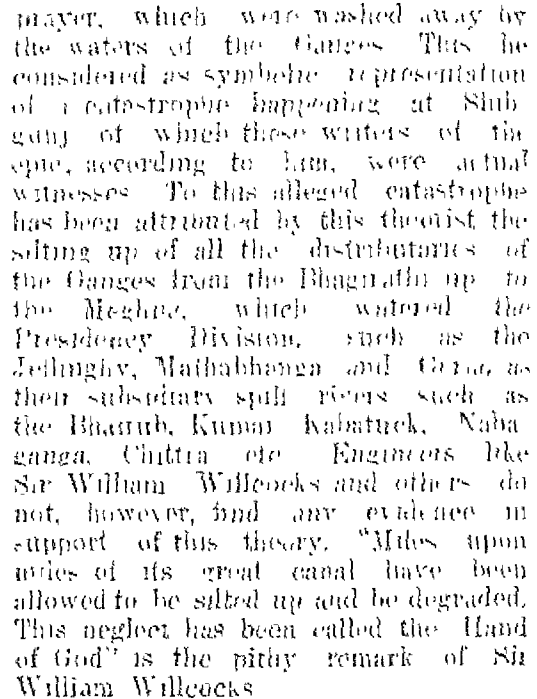 prayer, which were washed away by
the waters of the Ganges This he
considered as symbolic representation
of a catastrophe happening at Shib
gunj of which these writers of the
epic, according to him, were actual
witnesses To this alleged catastrophe
has been attributed by this theorist the
silting up of all the distributaries of
the Ganges from the Bhagirathi up to
the Meghna, which watered the
Presidency Division, such as the
Jellinghy, Mathabhanga and as
their subsidiary spill rivers such as
the Bhairub, Kumar Kabatuck, Naba
ganga, Chittra etc Engineers like
Sir William Willcocks and others do
not, however, find any evidence in
support of this theory. "Miles upon
miles of its great canal have been
allowed to be silted up and be degraded.
This neglect has been called the Hand
of God" is the pithy remark of Sir
William Willcocks